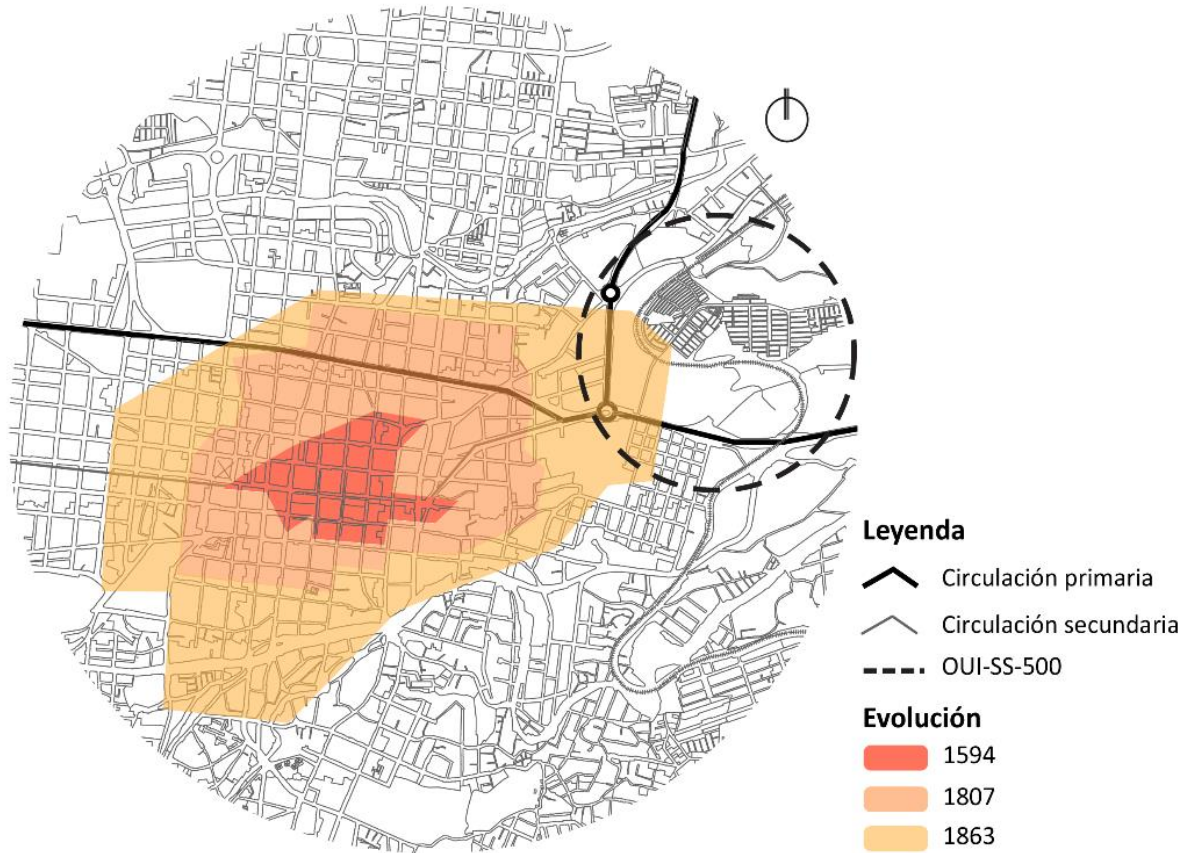 Leyenda
Circulación primaria
Circulación secundaria
OUI-SS-500
Evolución
1594
1807
1863